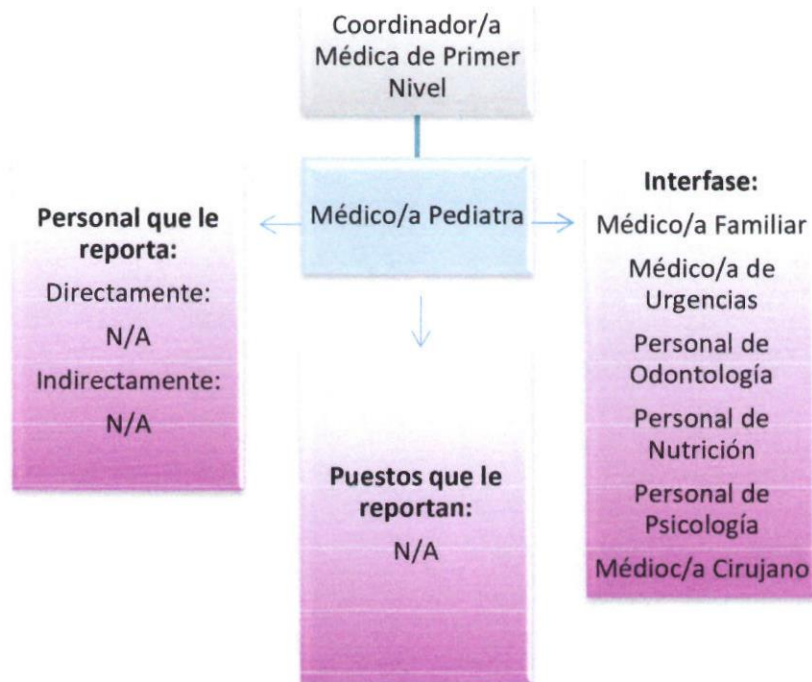 Coordinador/a
Médica de Primer
Nivel
Médico/a Pediatra
Personal que le
reporta:
Directamente:
N/A
Indirectamente:
N/A
Puestos que le
reportan:
N/A
Interfase:
Médico/a Familiar
Médico/a de
Urgencias
Personal de
Odontología
Personal de
Nutrición
Personal de
Psicología
Médioc/a Cirujano